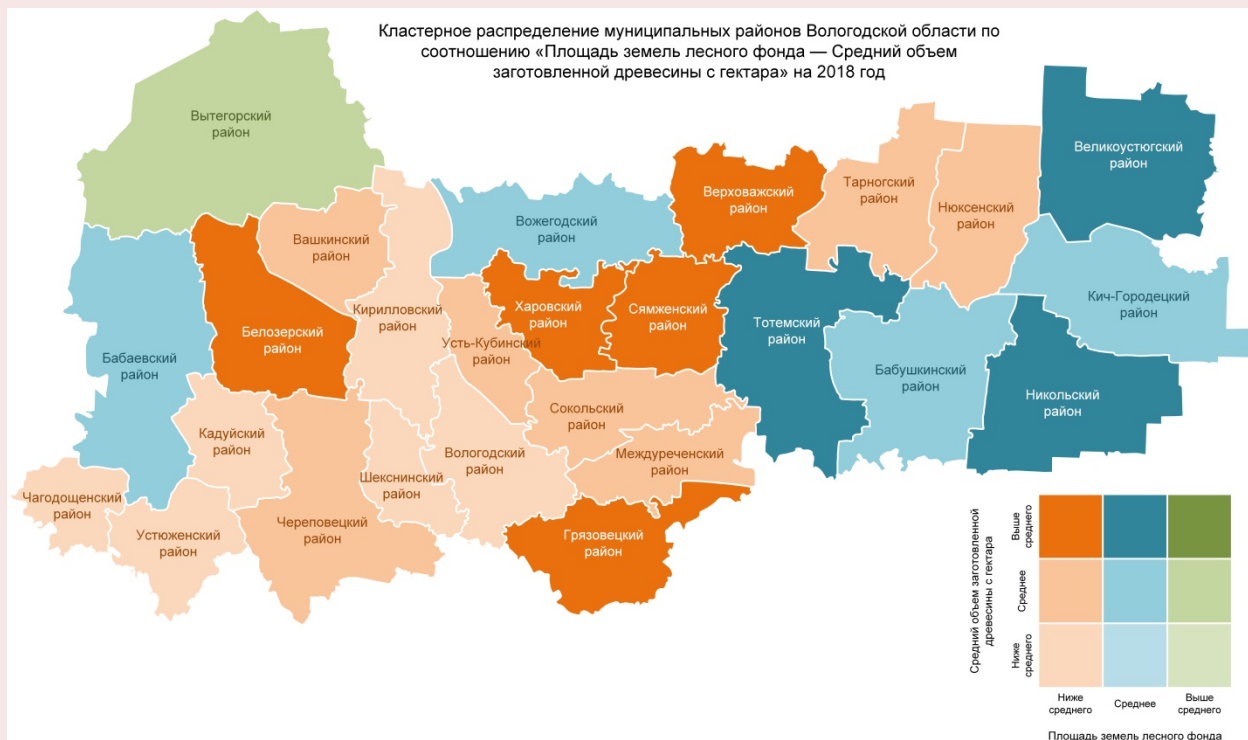 Кластерное распределение муниципальных районов Вологодской области по
соотношению «Площадь земель лесного фонда — Средний объем
заготовленной древесины с гектара» на 2018 год
Вытегорский
район
Великоустюгский
район
Верховажский
район
Тарногский
район
Нюксенский
район
Вожегодский
район
Вашкинский
район
Кирилловский
район
Харовский
район
Сямженский
район
Кич-Городецкий
район
Белозерский
район
Усть-Кубинский
район
Тотемский
район
Бабаевский
район
Бабушкинский
район
Никольский
район
Сокольский
район
Кадуйский
район
Вологодский
район
Междуреченский
район
Шекснинский
район
Чагодощенский
район
Устюженский
район
Череповецкий
район
Грязовецкий
район
Средний объем заготовленной
древесины с гектара
Выше
среднего
Среднее
Ниже
среднего
Ниже
среднего
Среднее
Выше
среднего
Площадь земель лесного фонда